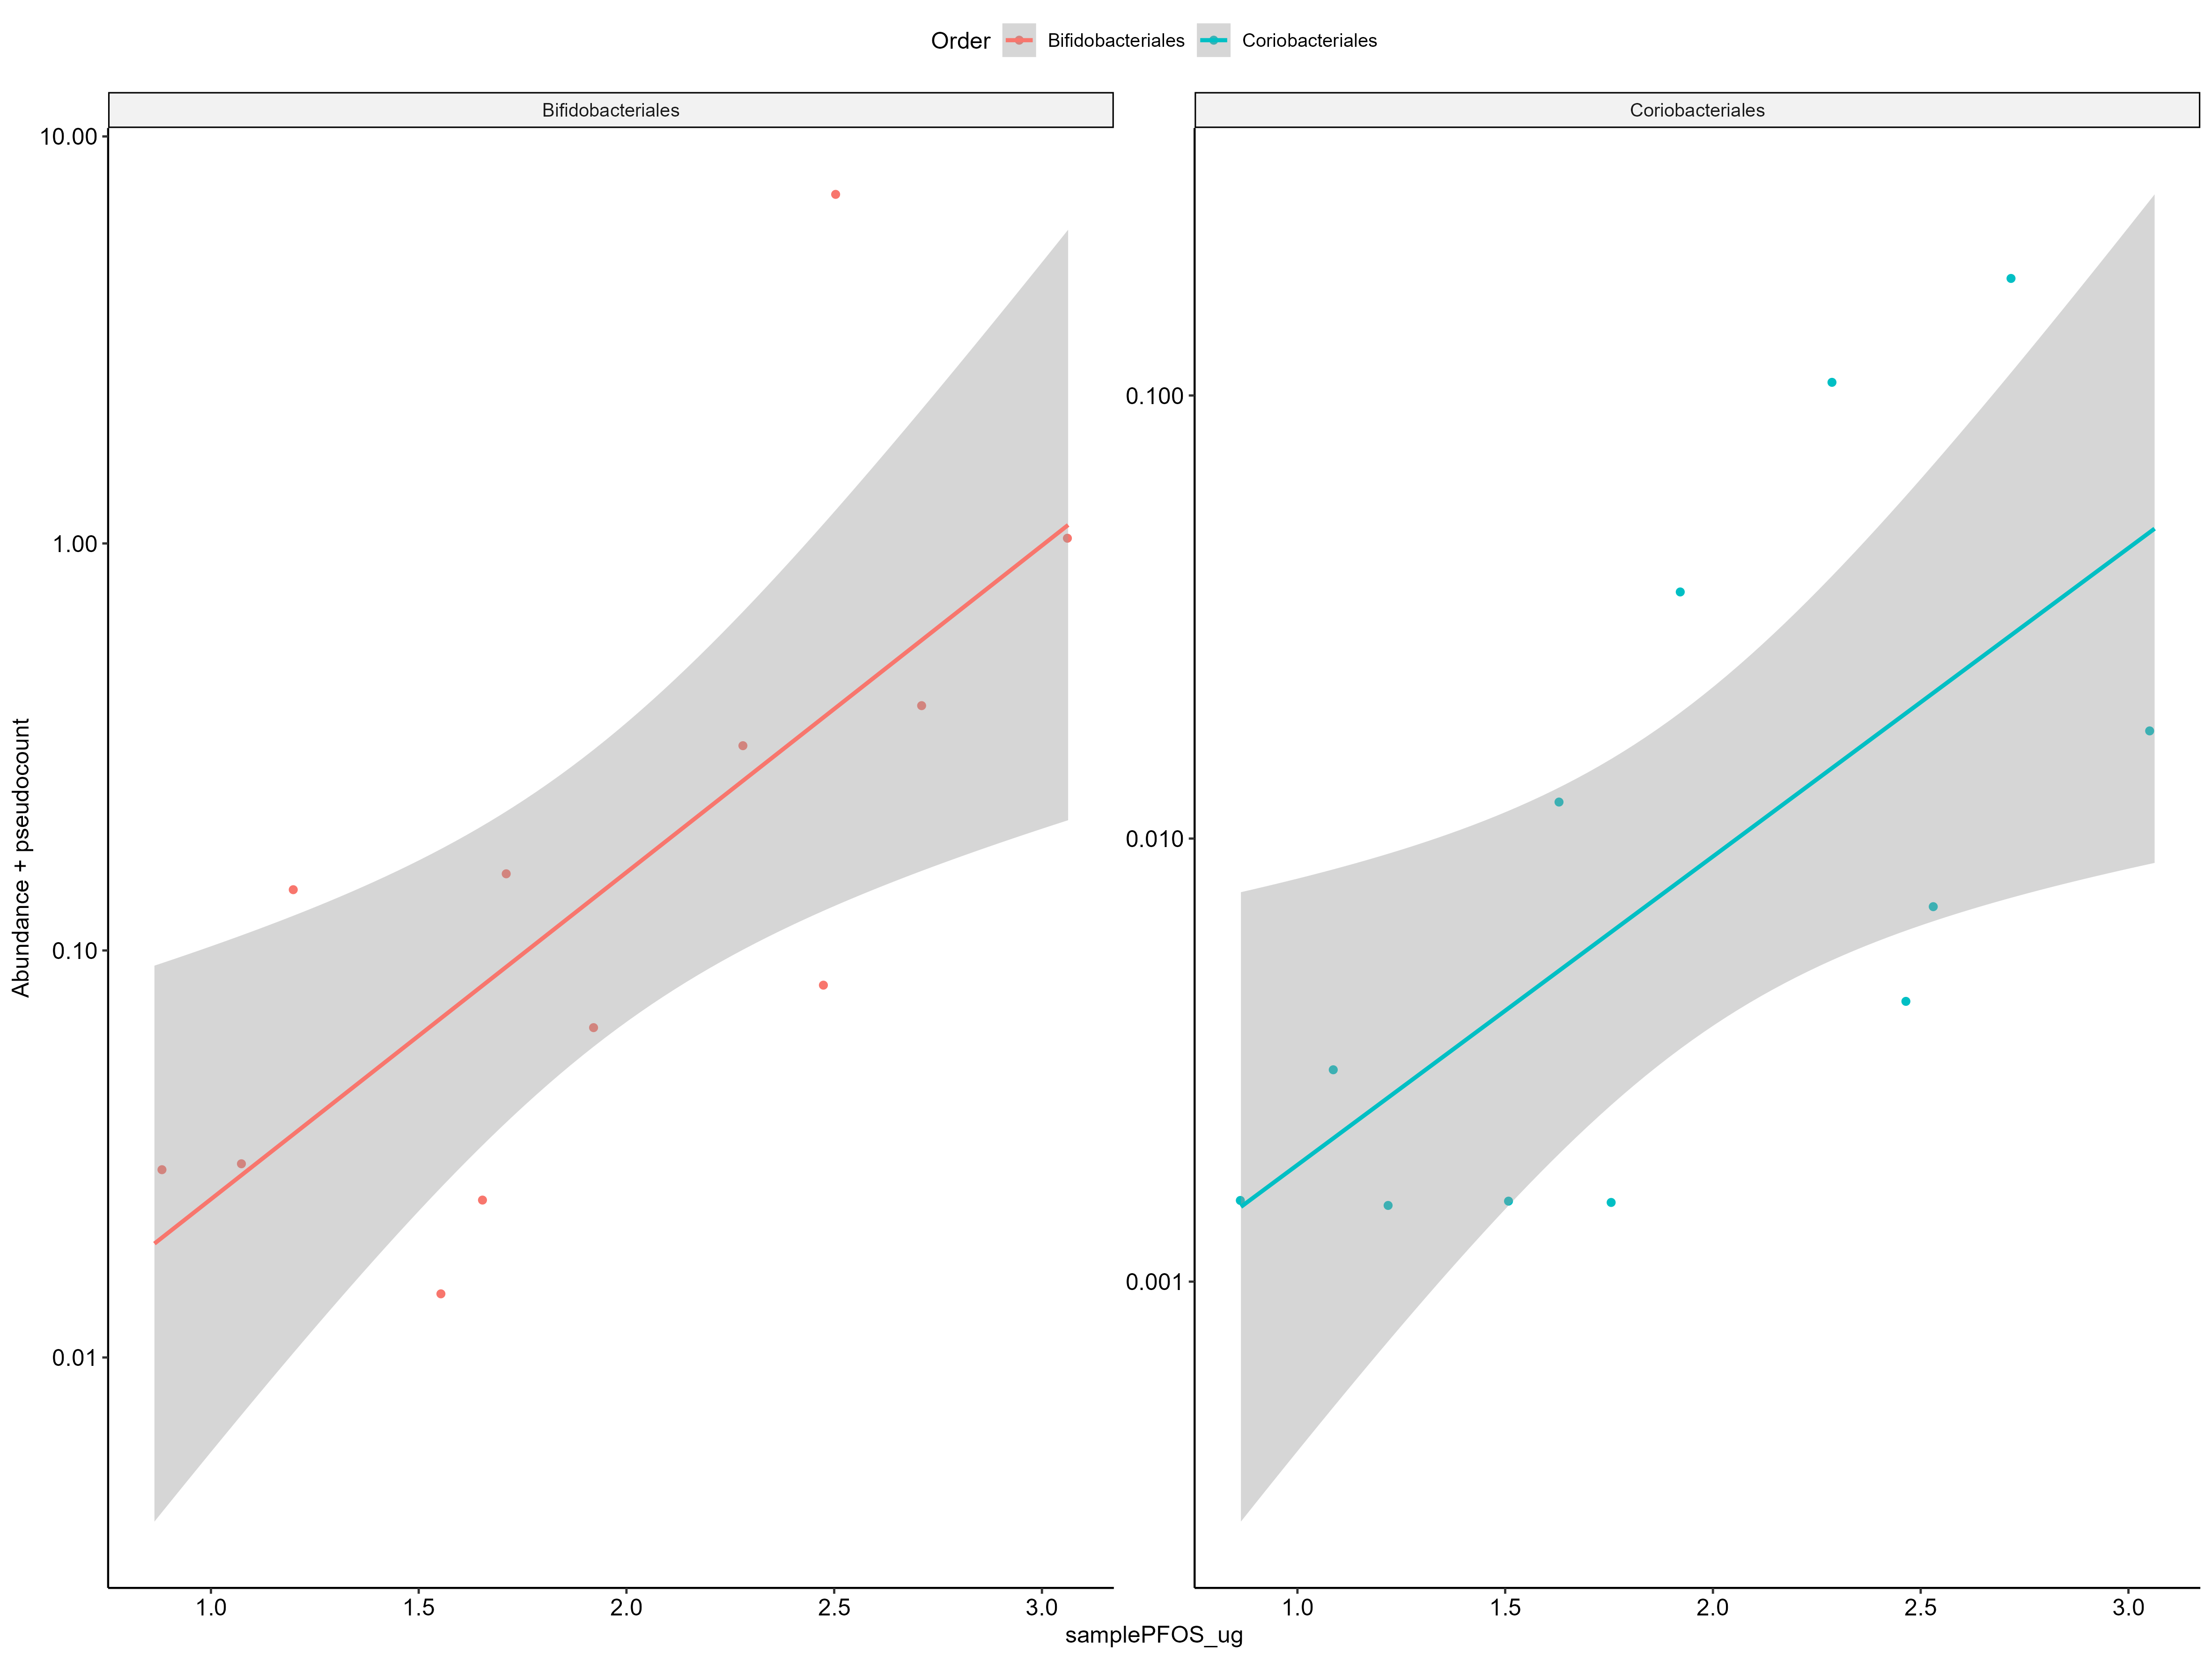 Order Bifidobacteriales Coriobacteriales
Bifidobacteriales Coriobacteriales
Abundance + pseudocount
10.00
1.00
0.10
0.01
0.100
0.010
0.001
1.0 1.5 2.0 2.5 3.0
1.0 1.5 2.0 2.5 3.0
samplePFOS_ug